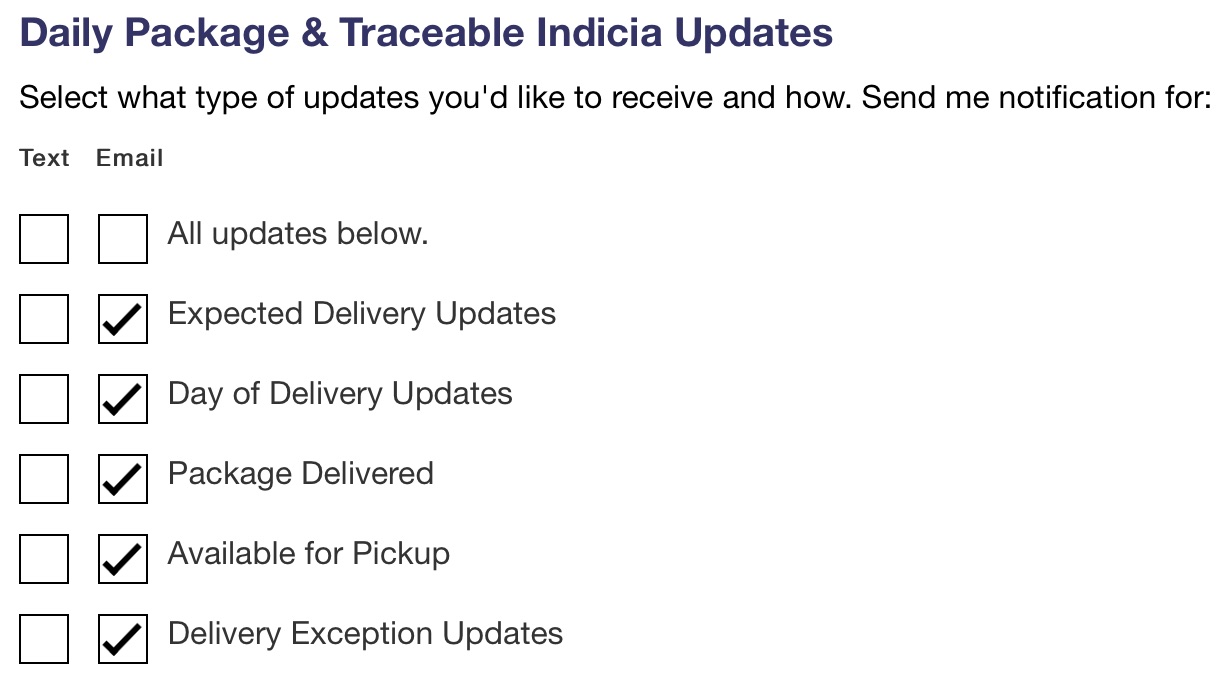 Daily Package & Traceable Indicia Updates
Select what type of updates you'd like to receive and how. Send me notification for:
Text Email
All updates below.
Expected Delivery Updates
Day of Delivery Updates
Package Delivered
Available for Pickup
Delivery Exception Updates